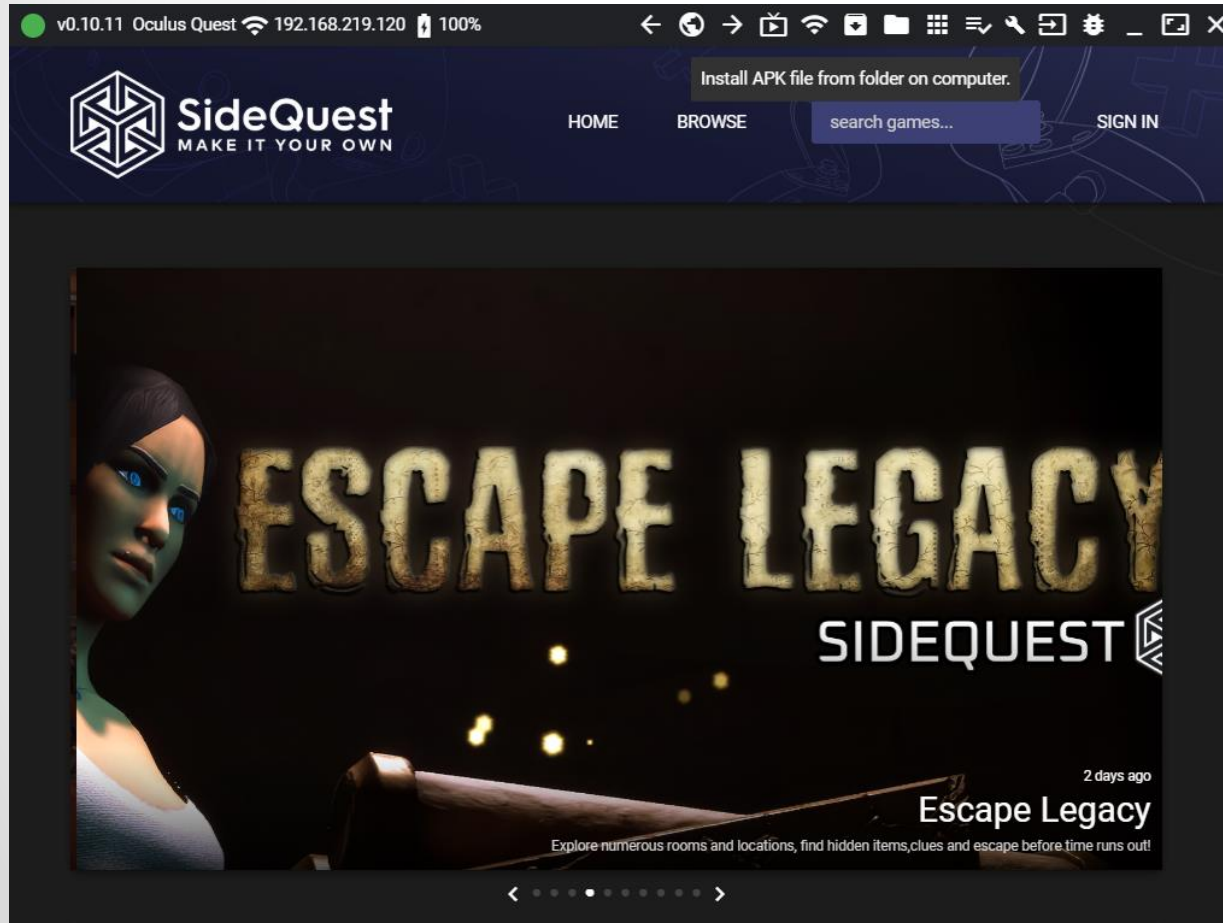 v0.10.11 Oculus Quest 192.168.219.120 100%
Install APK file from folder on computer.
SideQuest
MAKE IT YOUR OWN
HOME BROWSE search games... SIGN IN
ESCAPE LEGACY
SIDEQUEST
2 days ago
Escape Legacy
Explore numerous rooms and locations, find hidden items,clues and escape before time runs out!